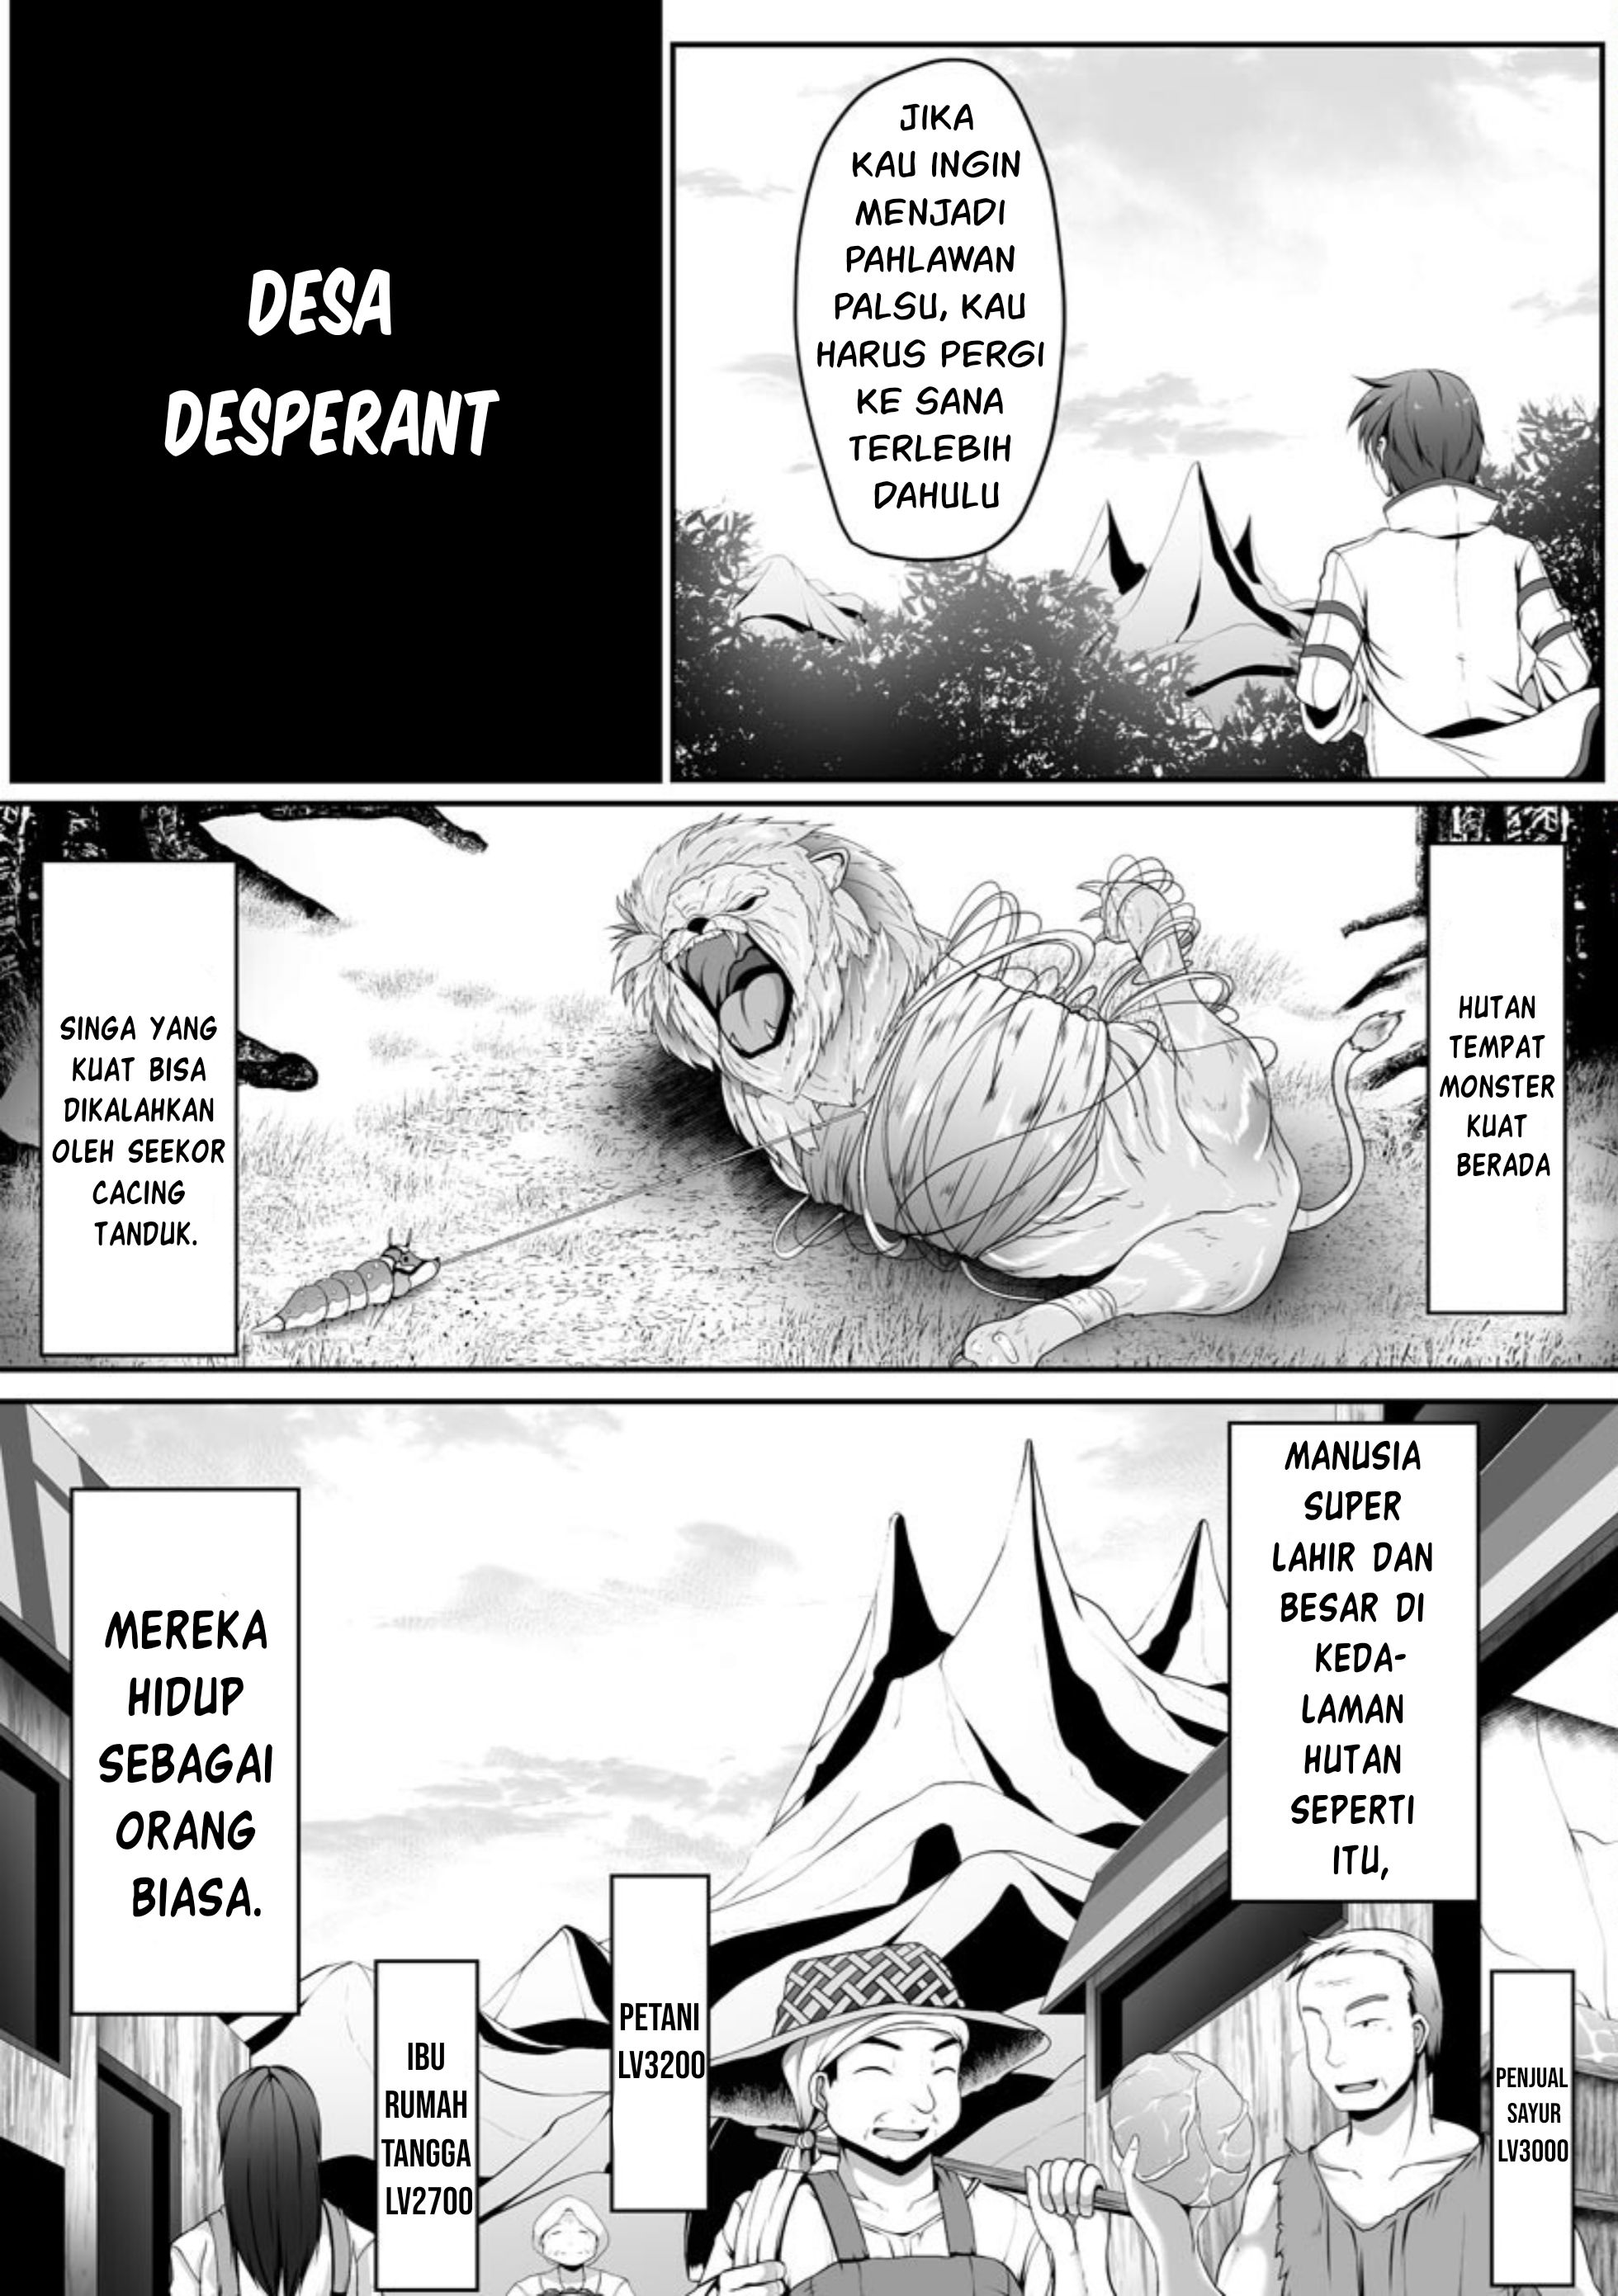 JIKA
KAU INGIN
MENJADI
PAHLAWAN
PALSU, KAU
HARUS PERGI
KE SANA
TERLEBIH
DAHULU
DESA
DESPERANT
HUTAN
TEMPAT
MONSTER
KUAT
BERADA
SINGA YANG
KUAT BISA
DIKALAHKAN
OLEH SEEKOR
CACING
TANDUK.
MANUSIA
SUPER
LAHIR DAN
BESAR DI
KEDA-
LAMAN
HUTAN
SEPERTI
ITU,
MEREKA
HIDUP
SEBAGAI
ORANG
BIASA.
PENJUAL
SAYUR
LV3000
PETANI
LV3200
IBU
RUMAH
TANGGA
LV2700